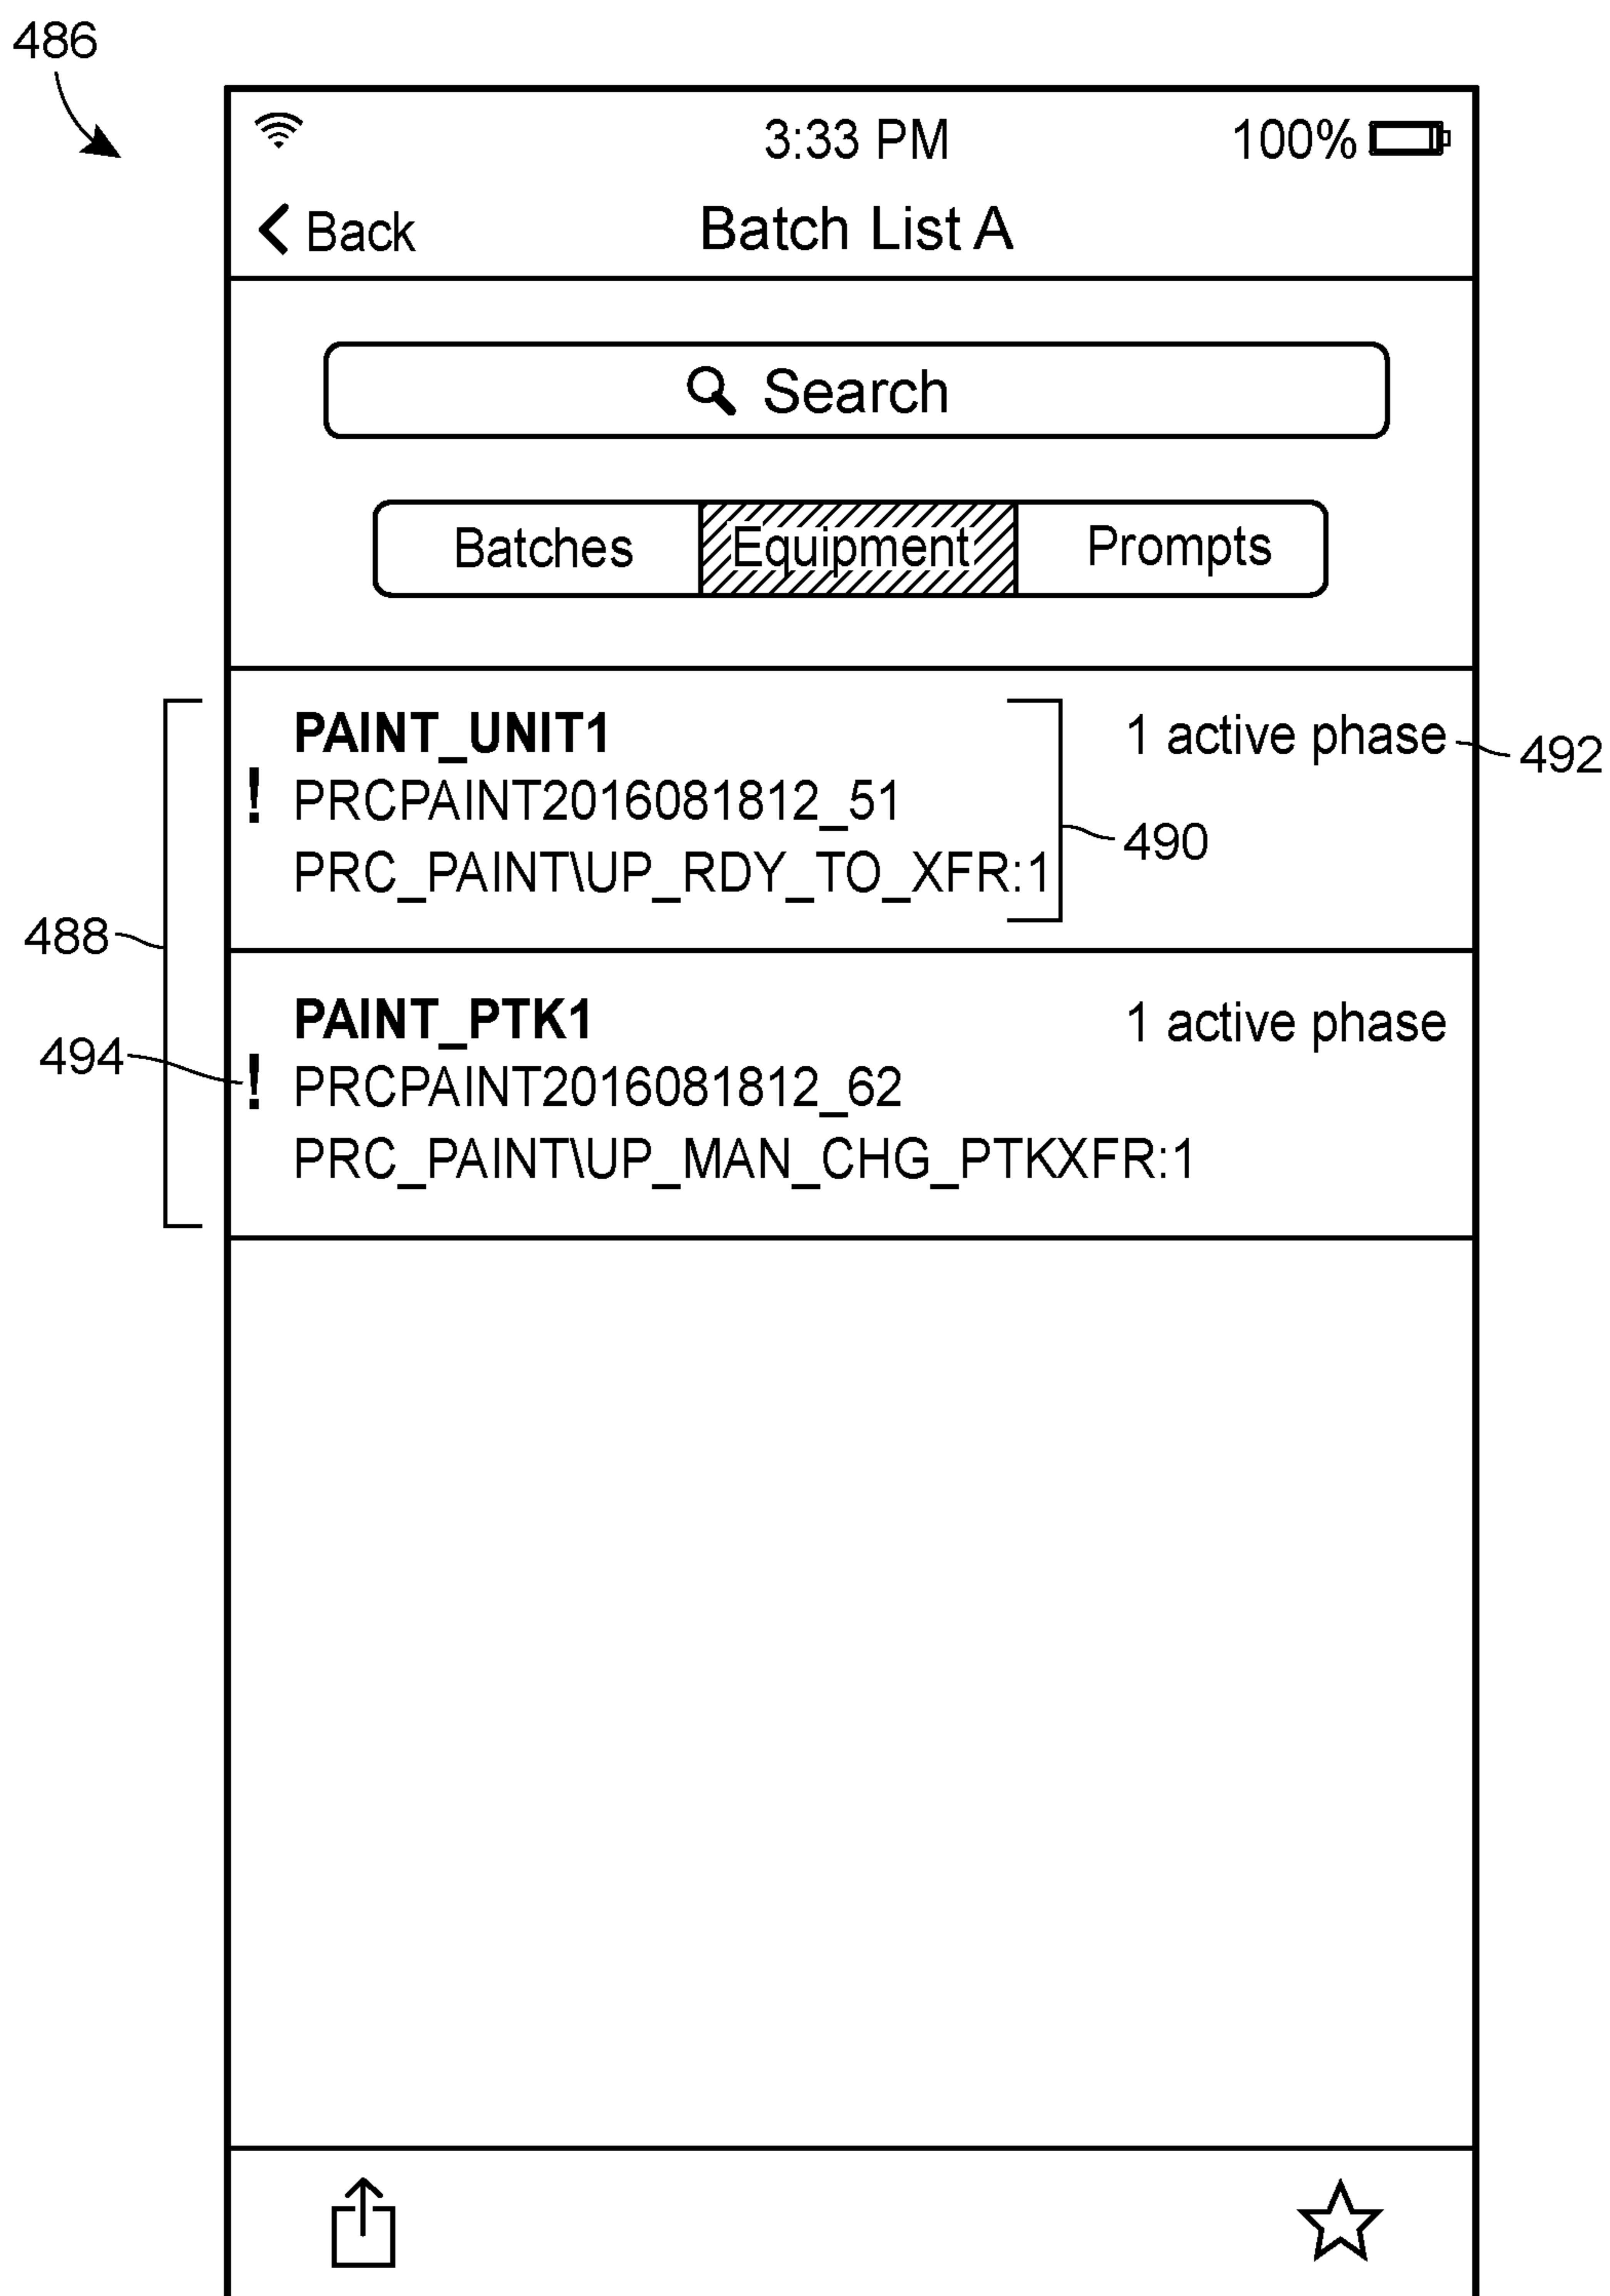 486
3:33 PM 100%
Back Batch List A
Search
Batches Equipment Prompts
PAINT_UNIT1 1 active phase 492
! PRCPAINT2016081812_51
490
PRC_PAINT\UP_RDY_TO_XFR:1
488
PAINT_PTK1 1 active phase
494 ! PRCPAINT2016081812_62
PRC_PAINT\UP_MAN_CHG_PTKXFR:1